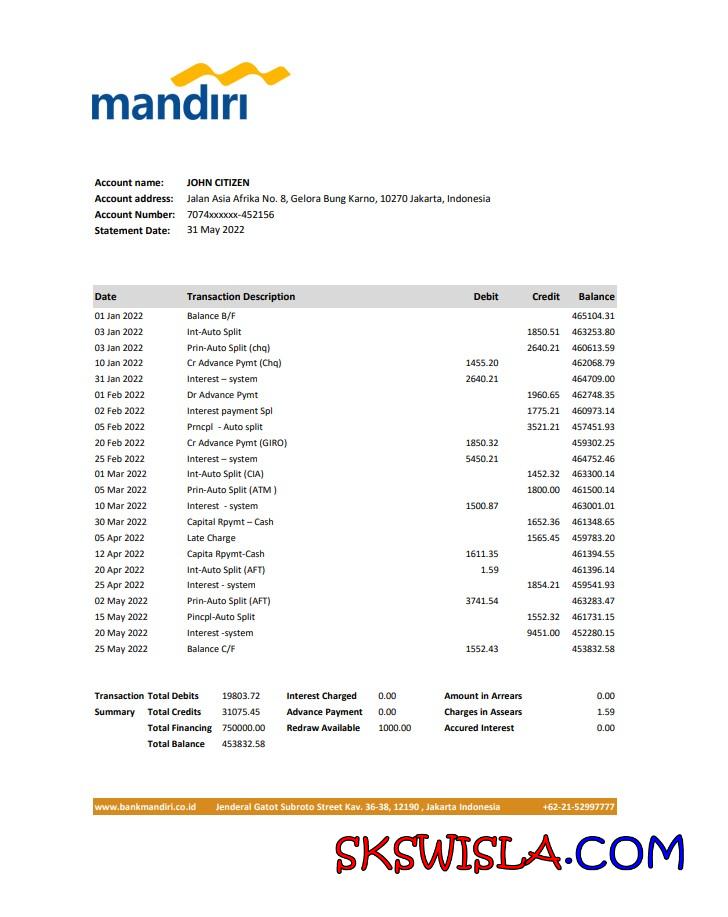 mandiri
Account name: JOHN CITIZEN
Account address: Jalan Asia Afrika No. 8, Gelora Bung Karno, 10270 Jakarta, Indonesia
Account Number: 7074xxxxxx-452156
Statement Date: 31 May 2022
Date Transaction Description Debit Credit Balance
01 Jan 2022 Balance B/F 465104.31
03 Jan 2022 Int-Auto Split 1850.51 463253.80
03 Jan 2022 Prin-Auto Split (chq) 2640.21 460613.59
10 Jan 2022 Cr Advance Pymt (Chq) 1455.20 462068.79
31 Jan 2022 Interest – system 2640.21 464709.00
01 Feb 2022 Dr Advance Pymt 1960.65 462748.35
02 Feb 2022 Interest payment Spl 1775.21 460973.14
05 Feb 2022 Prncpl - Auto split 3521.21 457451.93
20 Feb 2022 Cr Advance Pymt (GIRO) 1850.32 459302.25
25 Feb 2022 Interest – system 5450.21 464752.46
01 Mar 2022 Int-Auto Split (CIA) 1452.32 463300.14
05 Mar 2022 Prin-Auto Split (ATM ) 1800.00 461500.14
10 Mar 2022 Interest - system 1500.87 463001.01
30 Mar 2022 Capital Rpymt – Cash 1652.36 461348.65
05 Apr 2022 Late Charge 1565.45 459783.20
12 Apr 2022 Capita Rpymt-Cash 1611.35 461394.55
20 Apr 2022 Int-Auto Split (AFT) 1.59 461396.14
25 Apr 2022 Interest - system 1854.21 459541.93
02 May 2022 Prin-Auto Split (AFT) 3741.54 463283.47
15 May 2022 Pincpl-Auto Split 1552.32 461731.15
20 May 2022 Interest -system 9451.00 452280.15
25 May 2022 Balance C/F 1552.43 453832.58
Transaction Total Debits 19803.72 Interest Charged 0.00 Amount in Arrears 0.00
Summary Total Credits 31075.45 Advance Payment 0.00 Charges in Assears 1.59
Total Financing 750000.00 Redraw Available 1000.00 Accured Interest 0.00
Total Balance 453832.58
www.bankmandiri.co.id Jenderal Gatot Subroto Street Kav. 36-38, 12190 , Jakarta Indonesia +62-21-52997777
SKSWISLA.COM